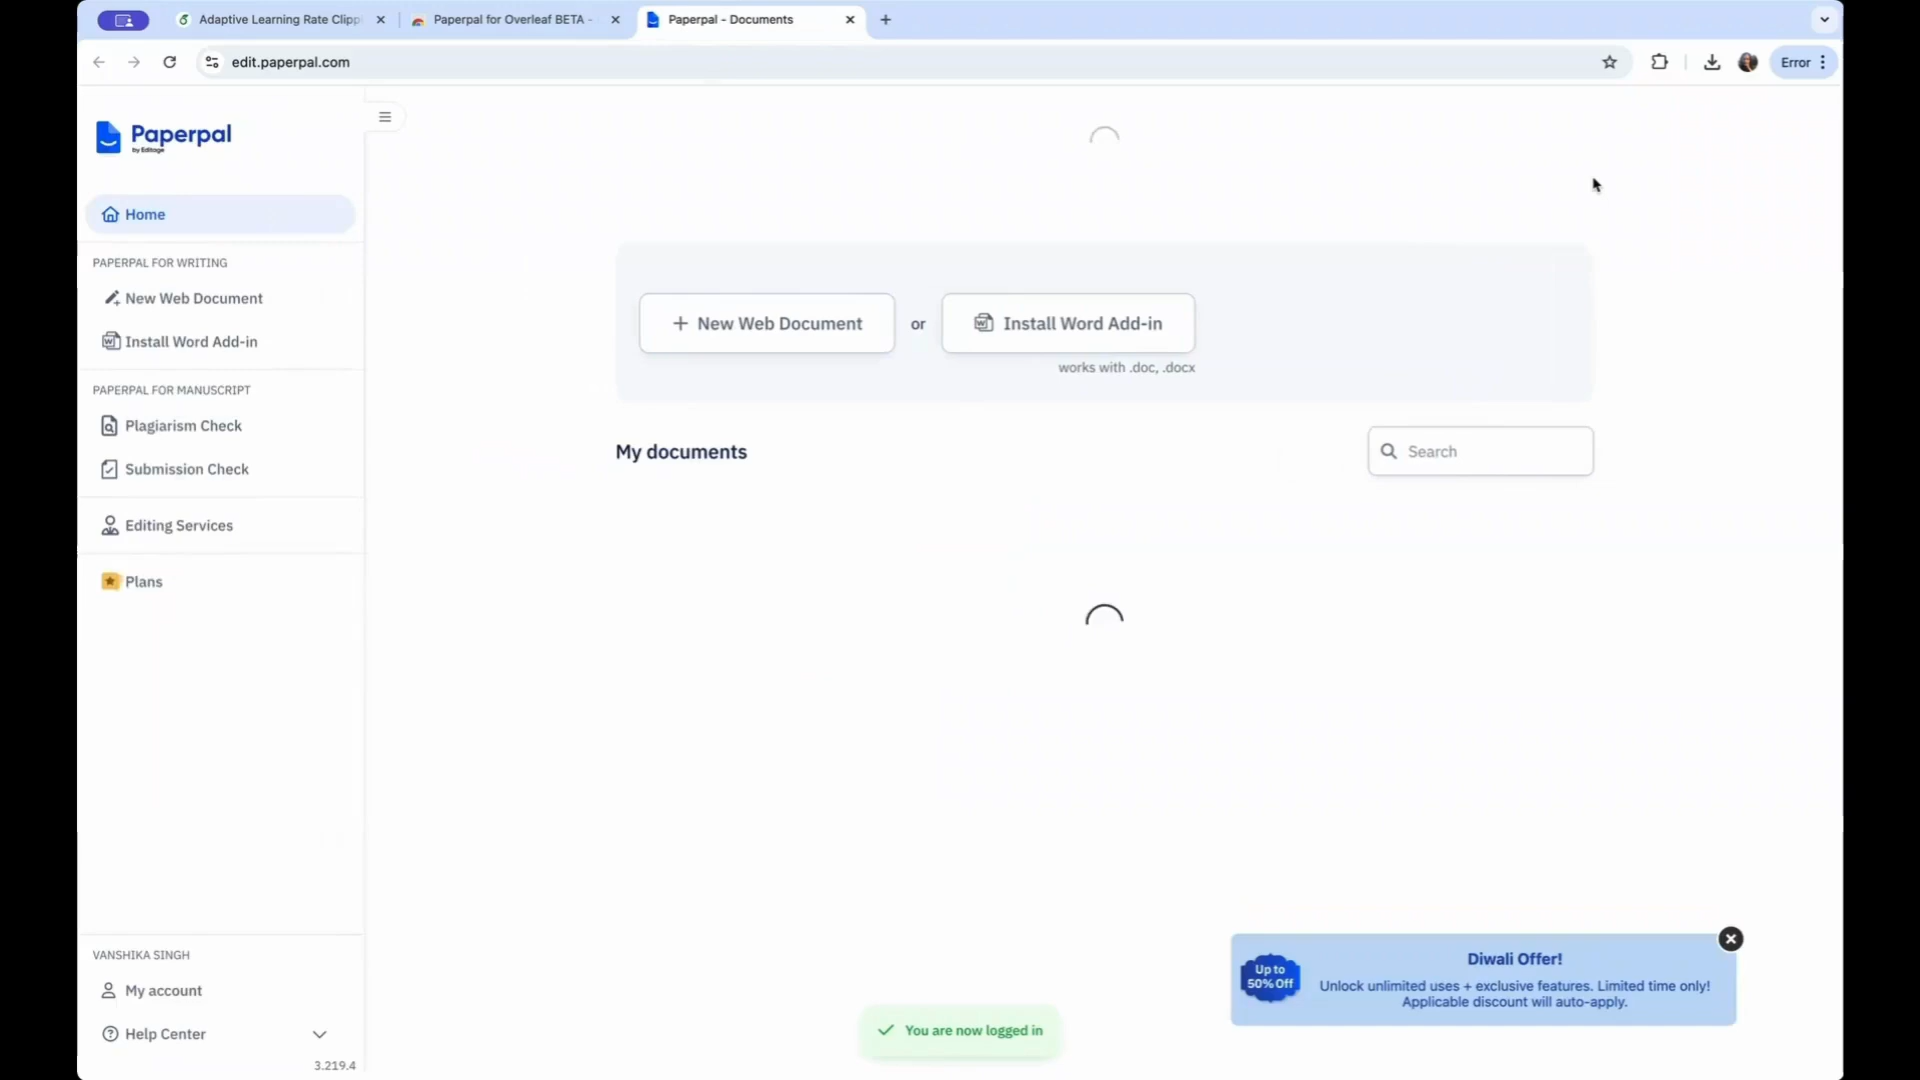 Adaptive Learning Rate Clipp
Paperpal for Overleaf BETA -
Paperpal - Documents
edit.paperpal.com
Error
Paperpal
by Editage
Home
PAPERPAL FOR WRITING
New Web Document
Install Word Add-in
PAPERPAL FOR MANUSCRIPT
Plagiarism Check
Submission Check
Editing Services
Plans
VANSHIKA SINGH
My account
Help Center
3.219.4
+ New Web Document
or
Install Word Add-in
works with .doc, .docx
My documents
Search
Up to
50% Off
Diwali Offer!
Unlock unlimited uses + exclusive features. Limited time only!
Applicable discount will auto-apply.
You are now logged in